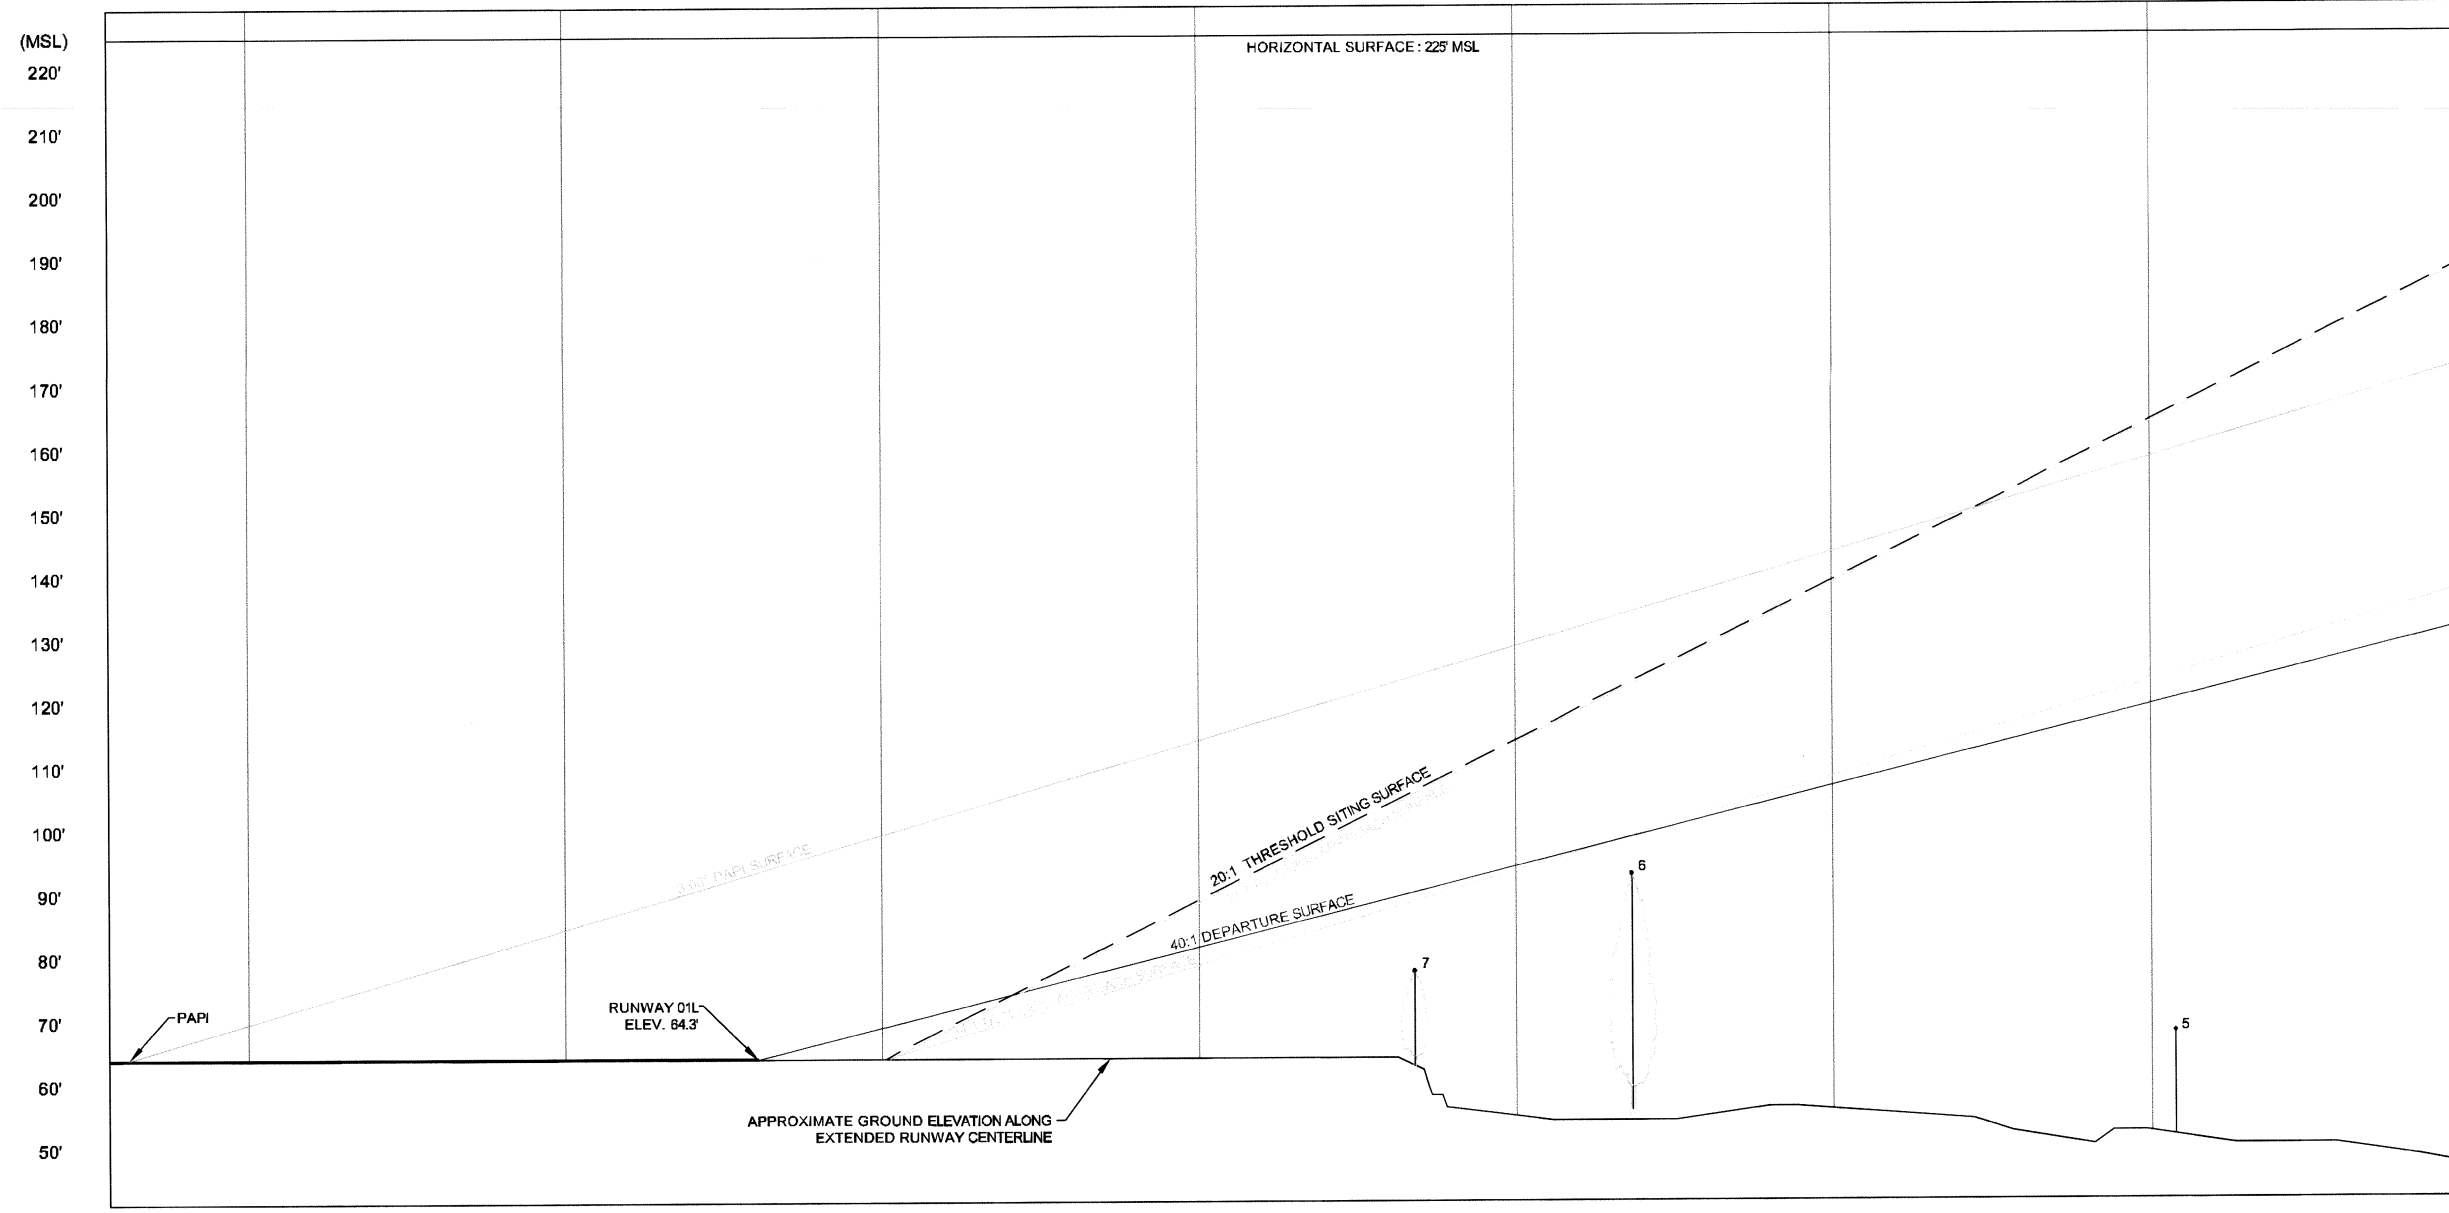 (MSL)
HORIZONTAL SURFACE : 225' MSL
220'
210'
200'
190'
180'
170'
160'
150'
140'
130'
120'
110'
100'
90'
80'
70'
60'
50'
20:1 THRESHOLD SITING SURFACE
PAPI SURFACE
40:1 DEPARTURE SURFACE
6
7
5
PAPI
RUNWAY 01L
ELEV. 64.3'
APPROXIMATE GROUND ELEVATION ALONG
EXTENDED RUNWAY CENTERLINE